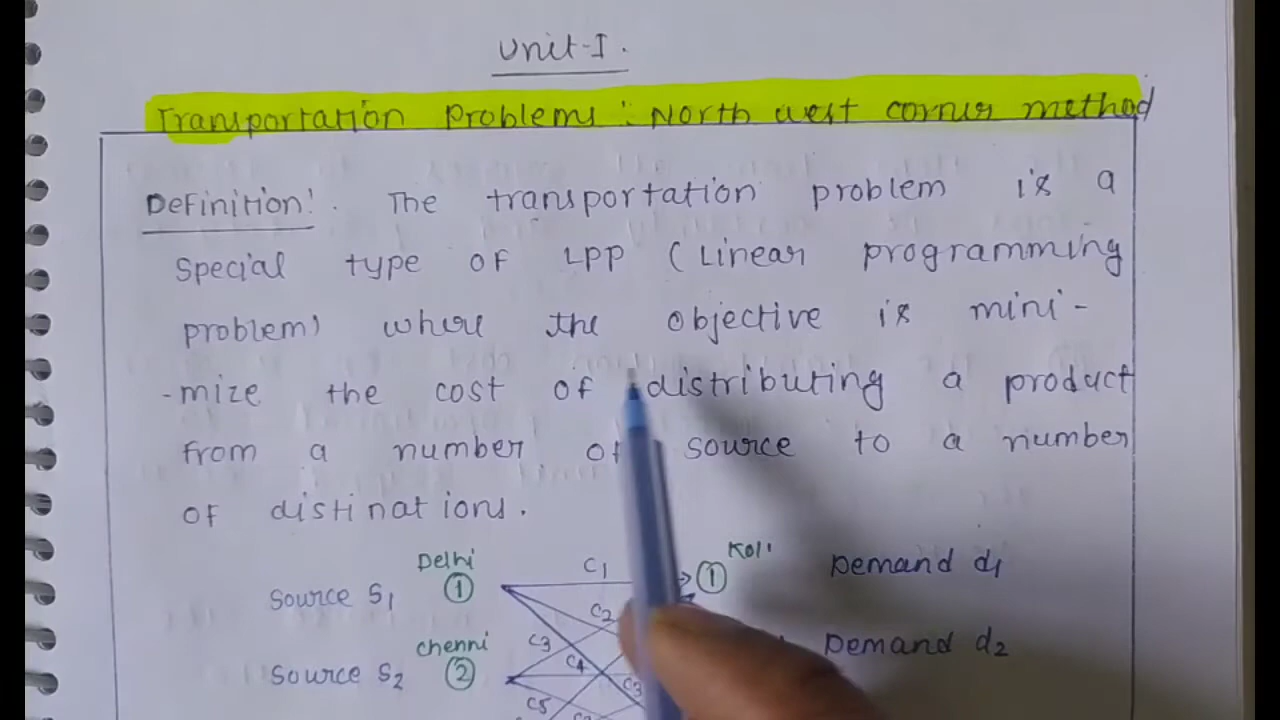 Unit-I.
Transportation Problems : North west corner method
Definition: The transportation problem is a
special type of LPP (Linear programming
problem) where the objective is mini-
-mize the cost of distributing a product
from a number of source to a number
of distinations.
Delhi
Source S1 1 C1 1 Demand d1
C2
Chenni C3
Source S2 2 C4 Demand d2
C3
C5